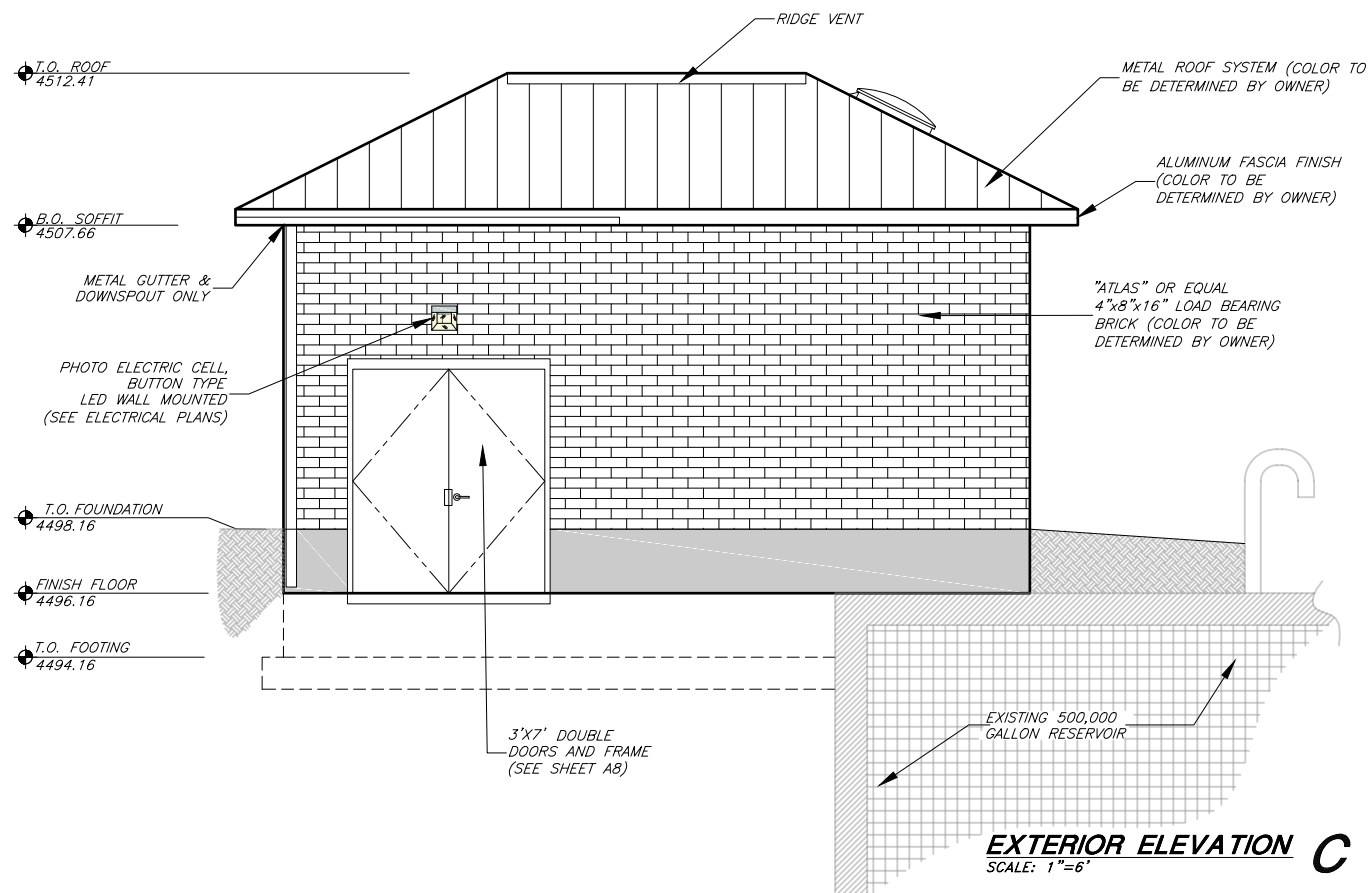 RIDGE VENT
T.O. ROOF
4512.41
METAL ROOF SYSTEM (COLOR TO
BE DETERMINED BY OWNER)
ALUMINUM FASCIA FINISH
(COLOR TO BE
DETERMINED BY OWNER)
B.O. SOFFIT
4507.66
METAL GUTTER &
DOWNSPOUT ONLY
"ATLAS" OR EQUAL
4"x8"x16" LOAD BEARING
BRICK (COLOR TO BE
DETERMINED BY OWNER)
PHOTO ELECTRIC CELL,
BUTTON TYPE
LED WALL MOUNTED
(SEE ELECTRICAL PLANS)
T.O. FOUNDATION
4498.16
FINISH FLOOR
4496.16
T.O. FOOTING
4494.16
3'X7' DOUBLE
DOORS AND FRAME
(SEE SHEET A8)
EXISTING 500,000
GALLON RESERVOIR
EXTERIOR ELEVATION C
SCALE: 1"=6'